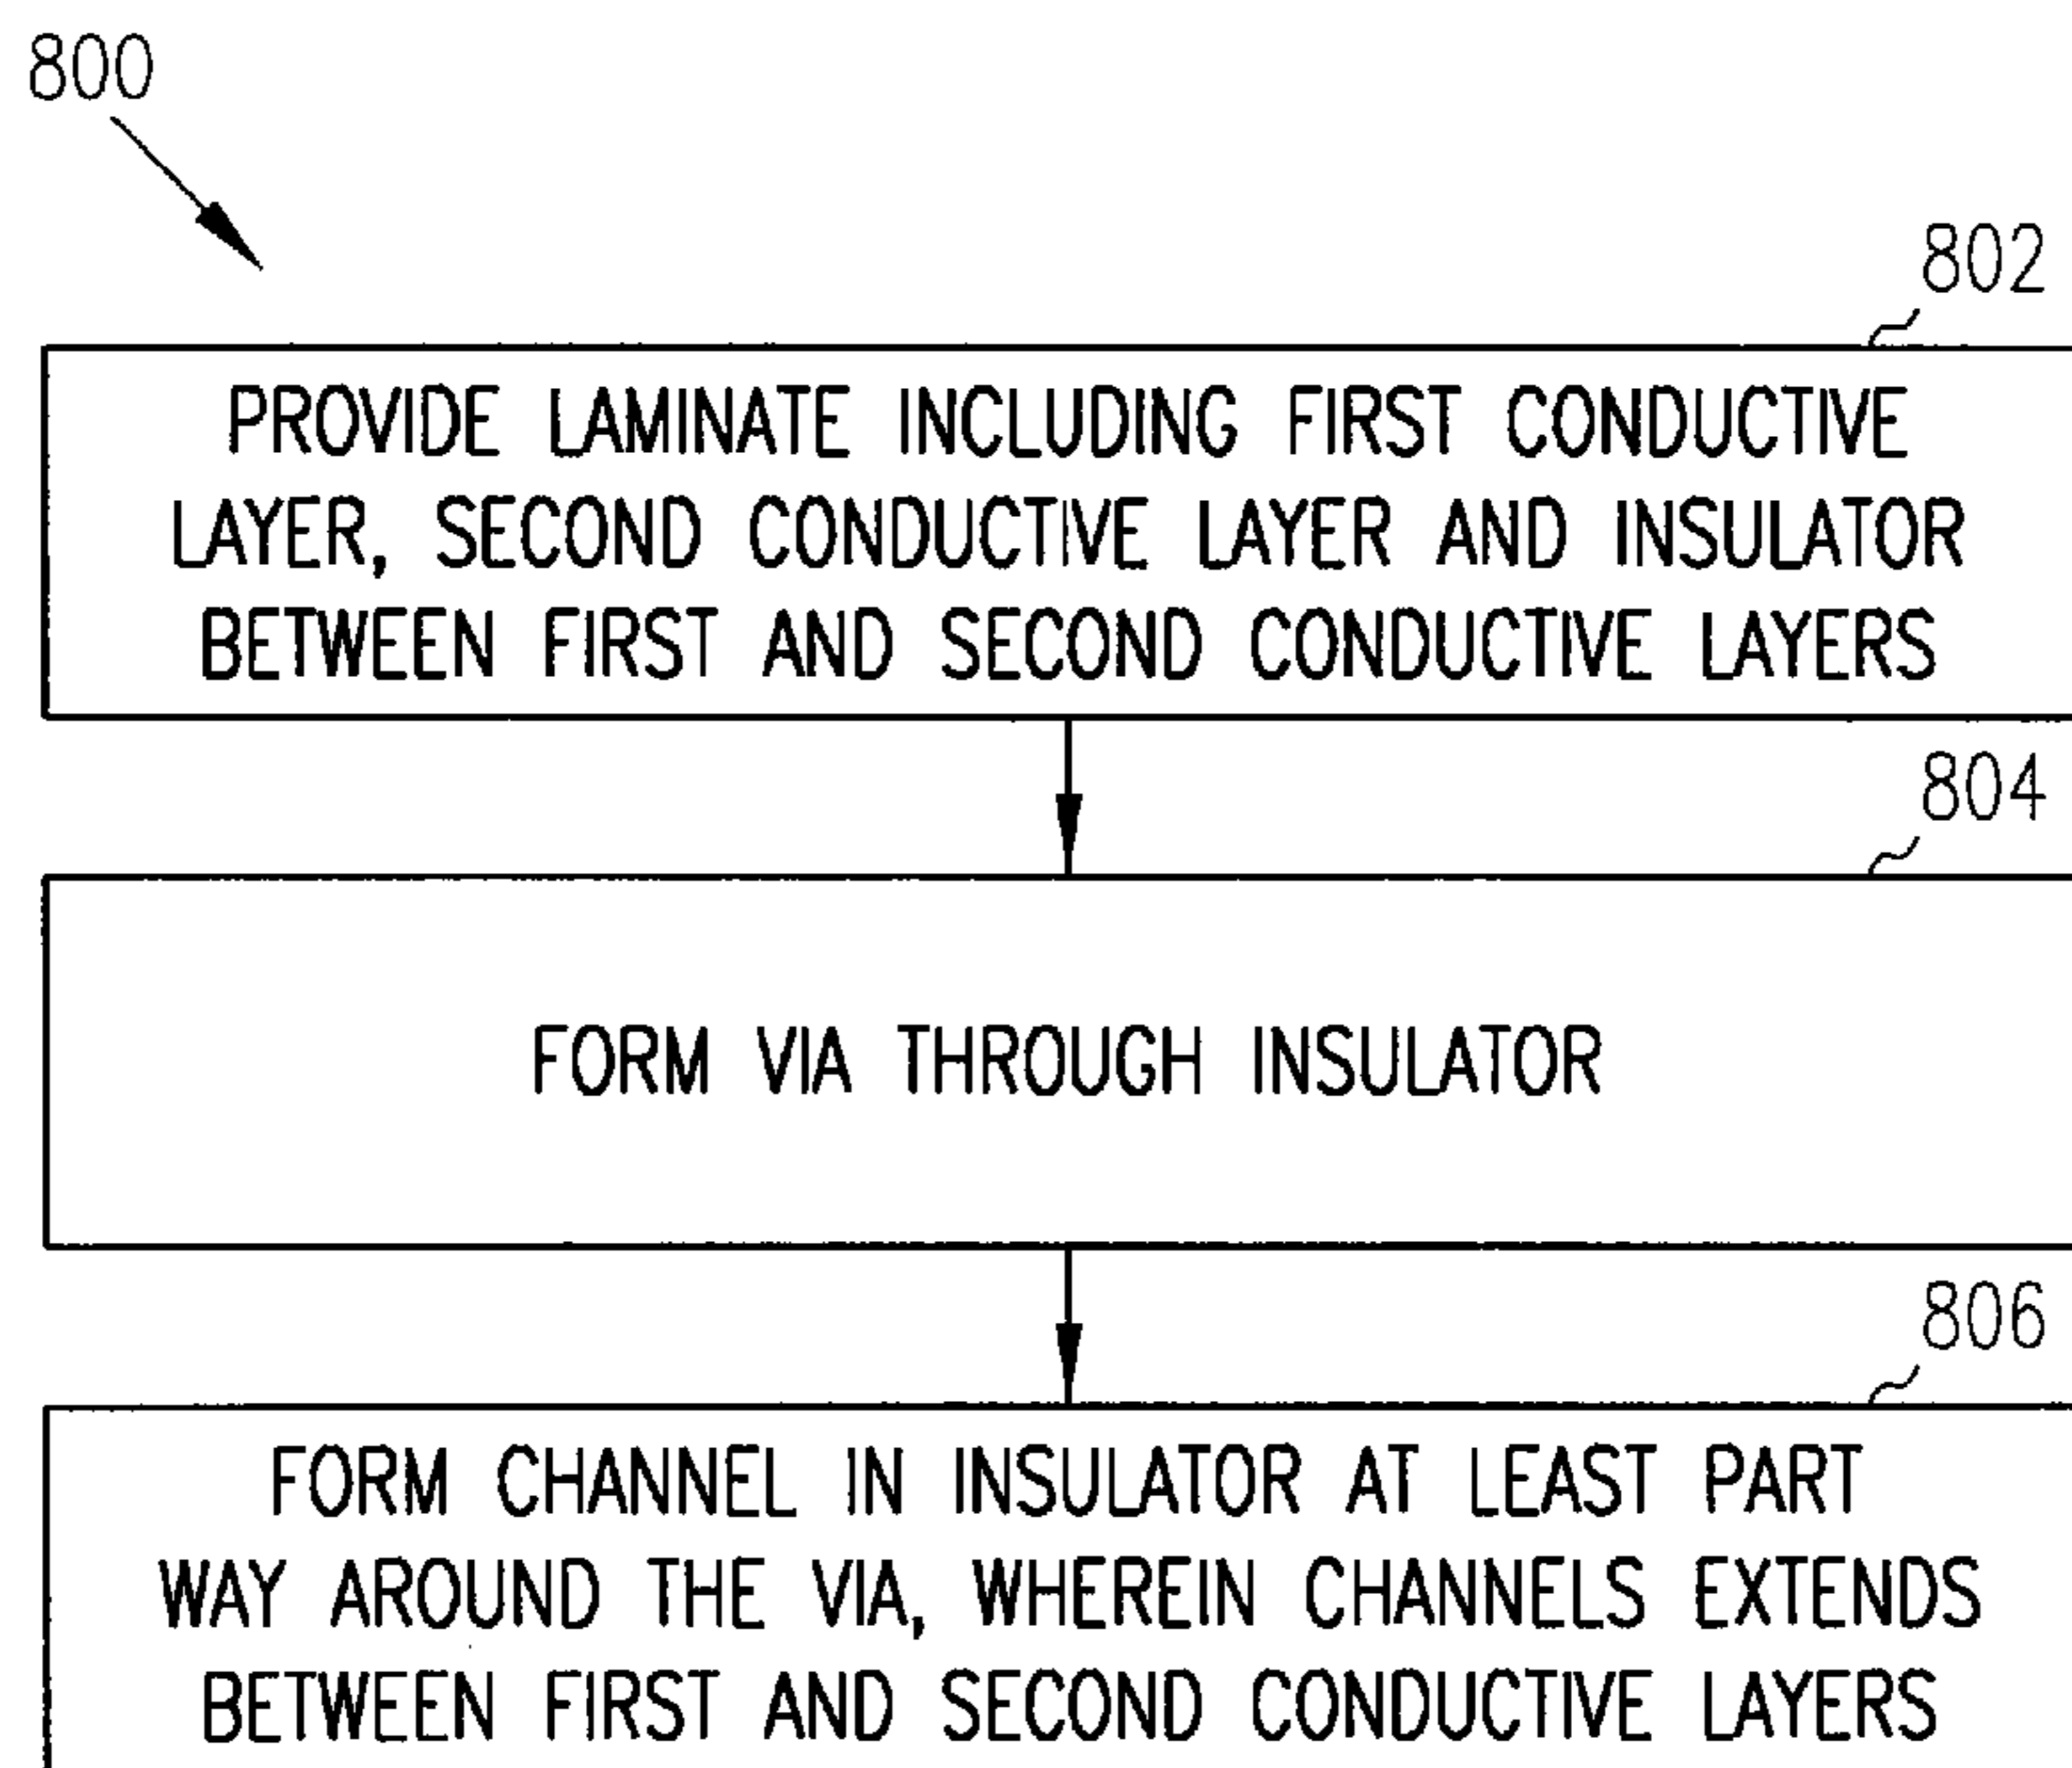 800
802
PROVIDE LAMINATE INCLUDING FIRST CONDUCTIVE
LAYER, SECOND CONDUCTIVE LAYER AND INSULATOR
BETWEEN FIRST AND SECOND CONDUCTIVE LAYERS
804
FORM VIA THROUGH INSULATOR
806
FORM CHANNEL IN INSULATOR AT LEAST PART
WAY AROUND THE VIA, WHEREIN CHANNELS EXTENDS
BETWEEN FIRST AND SECOND CONDUCTIVE LAYERS